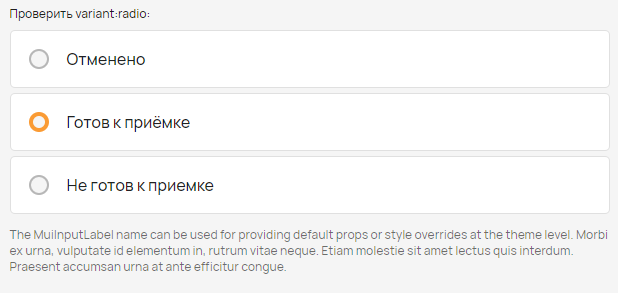 Проверить variant:radio:
Отменено
Готов к приёмке
Не готов к приемке
The MuiInputLabel name can be used for providing default props or style overrides at the theme level. Morbi
ex urna, vulputate id elementum in, rutrum vitae neque. Etiam molestie sit amet lectus quis interdum.
Praesent accumsan urna at ante efficitur congue.